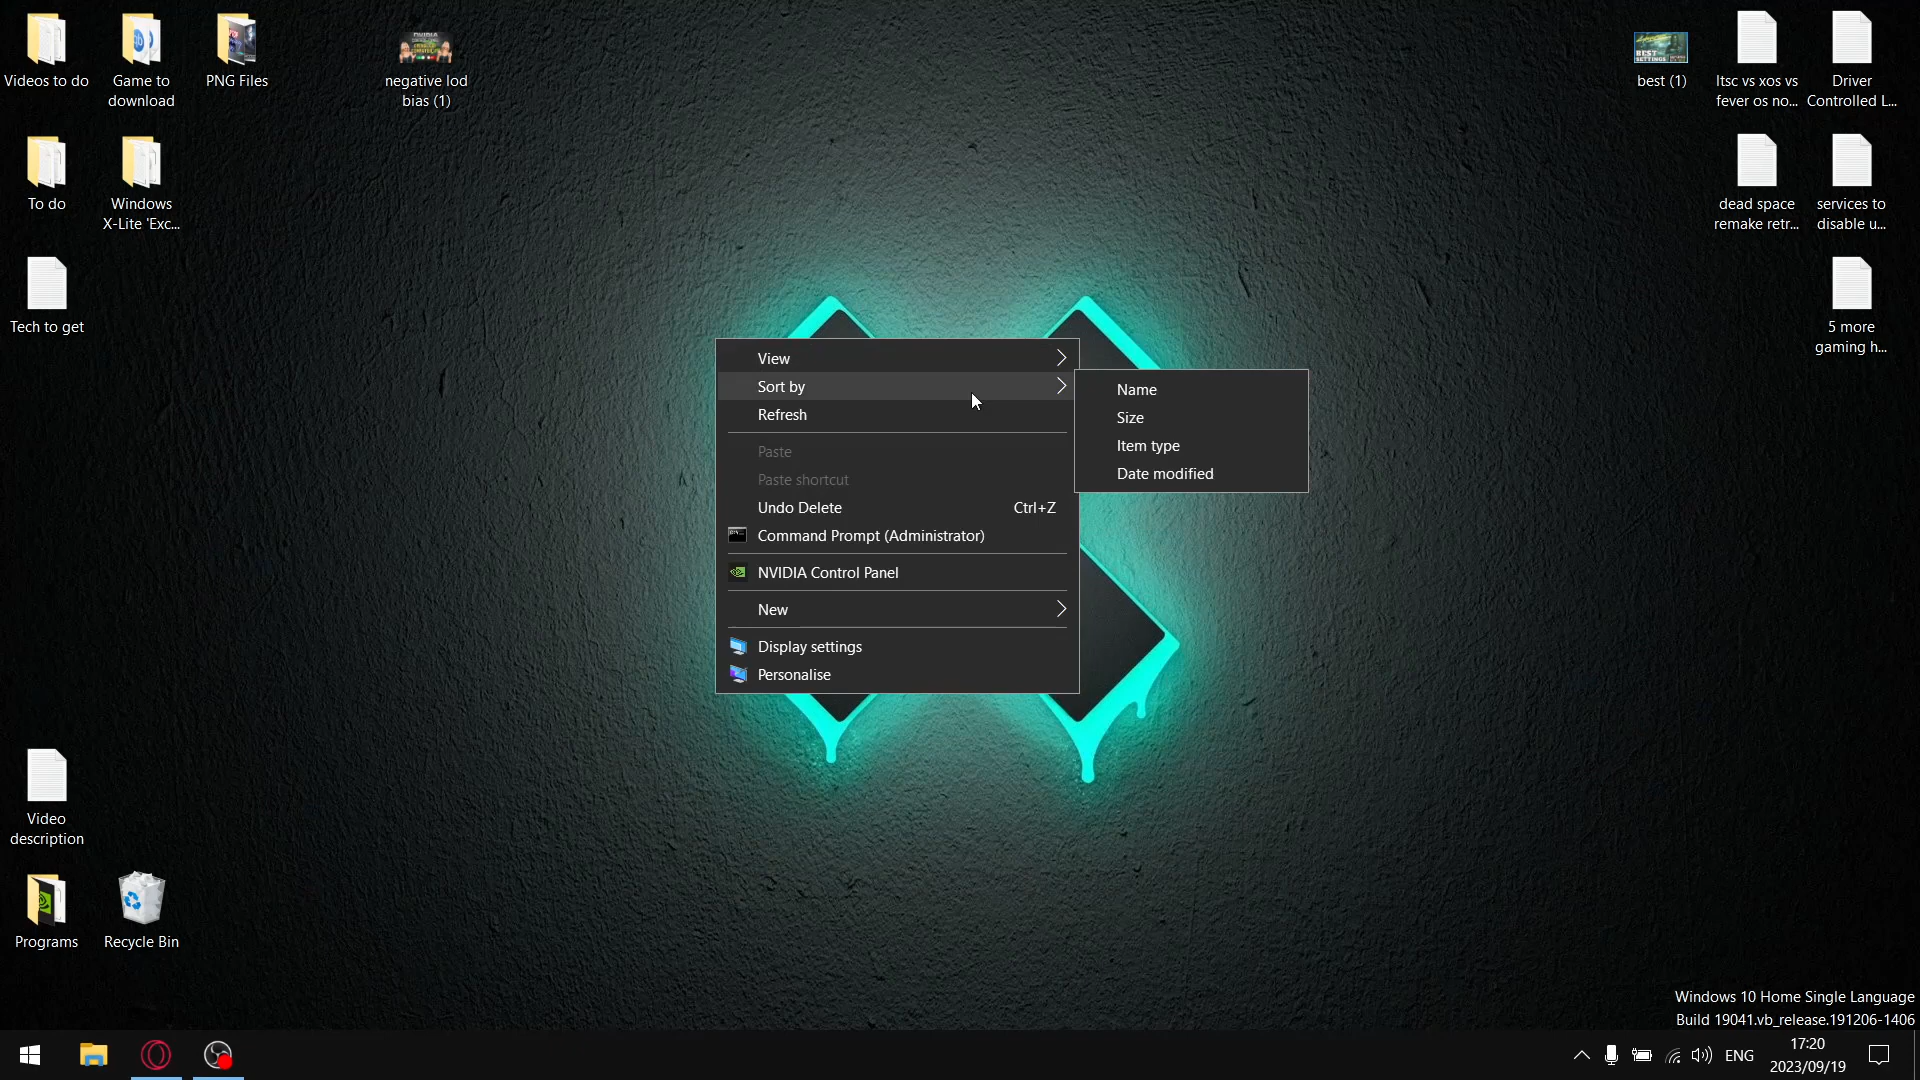 Videos to do
Game to
download
PNG Files
NVIDIA
negative lod
bias (1)
BEST
SETTINGS
best (1)
ltsc vs xos vs
fever os no...
Driver
Controlled L...
To do
Windows
X-Lite 'Exc...
dead space
remake retr...
services to
disable u...
Tech to get
5 more
gaming h...
View
Sort by
Refresh
Paste
Paste shortcut
Undo Delete Ctrl+Z
Command Prompt (Administrator)
NVIDIA Control Panel
New
Display settings
Personalise
Name
Size
Item type
Date modified
Video
description
Programs
Recycle Bin
Windows 10 Home Single Language
Build 19041.vb_release.191206-1406
ENG
17:20
2023/09/19